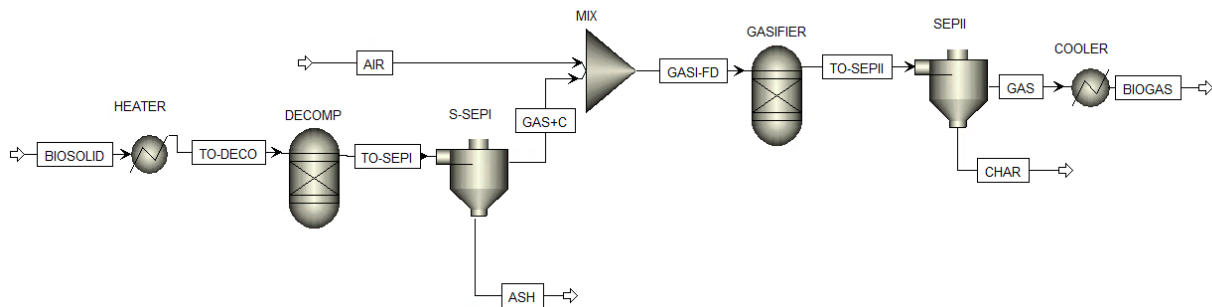 MIX
GASIFIER
SEPII
COOLER
AIR
GASI-FD
TO-SEPII
GAS
BIOGAS
HEATER
DECOMP
S-SEPI
GAS+C
BIOSOLID
TO-DECO
TO-SEPI
CHAR
ASH